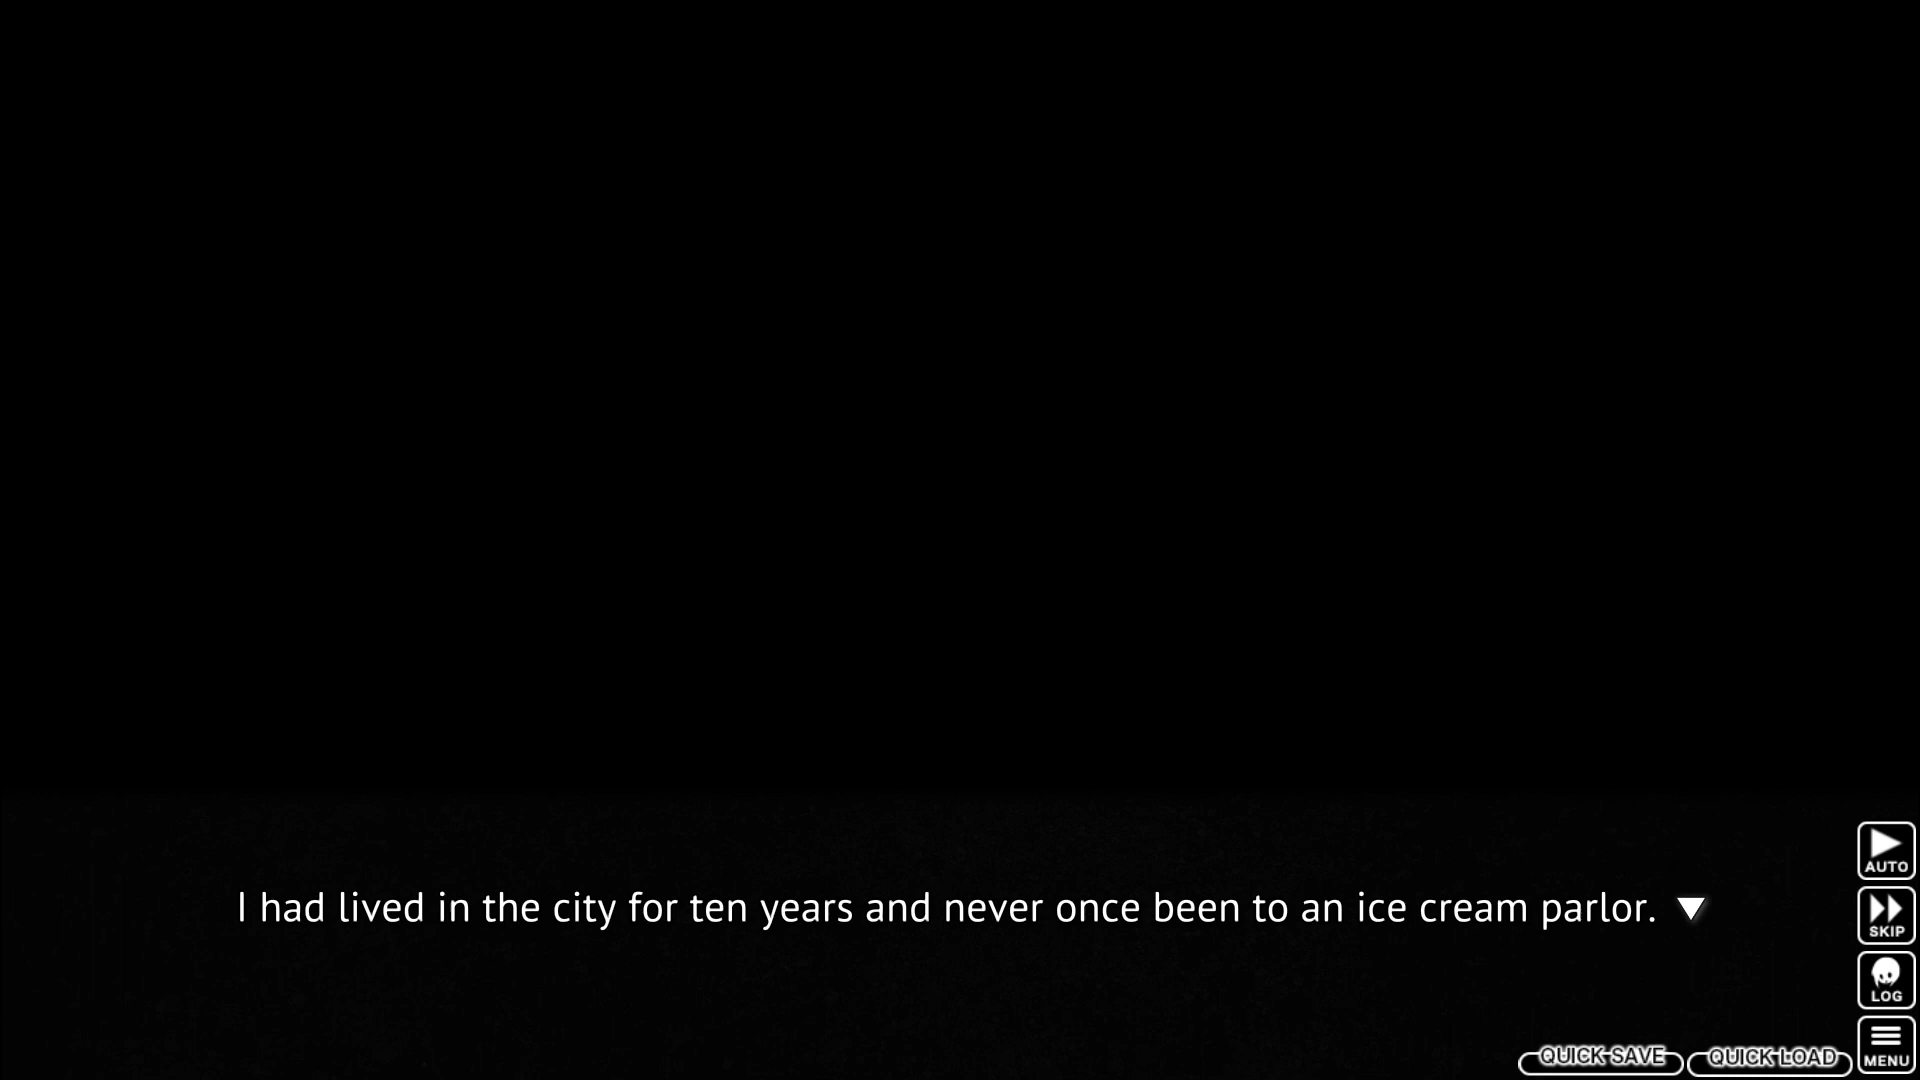 I had lived in the city for ten years and never once been to an ice cream parlor.
AUTO
SKIP
LOG
MENU
QUICK SAVE QUICK LOAD